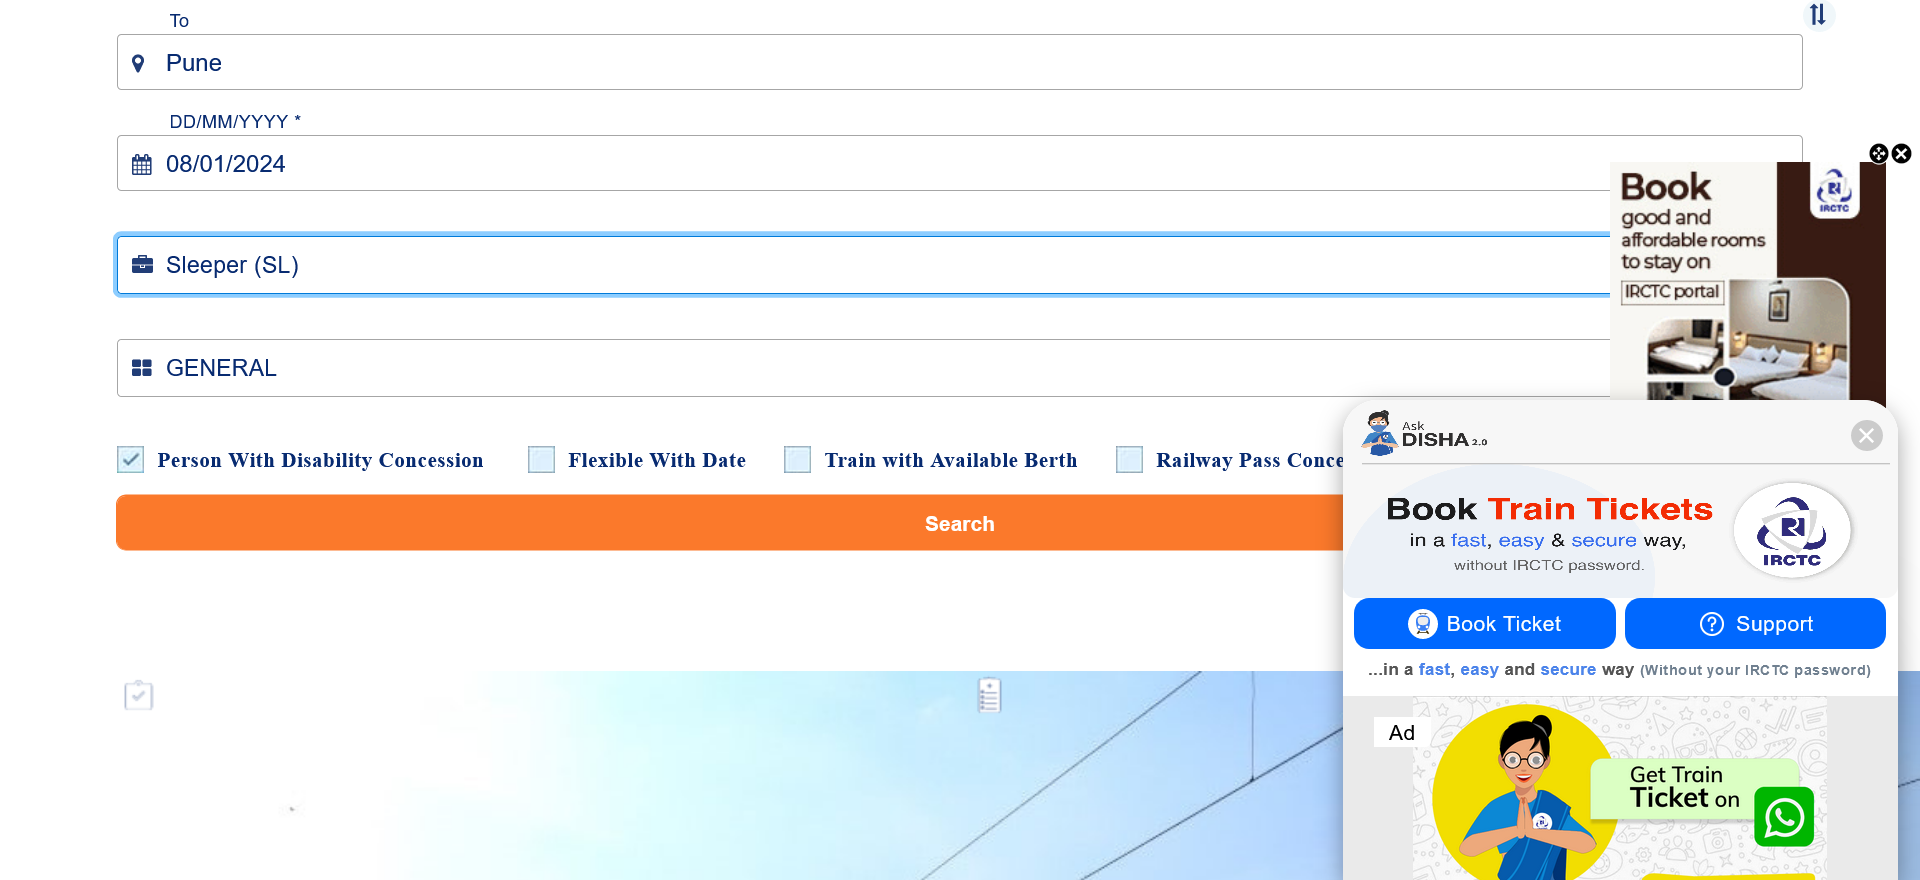 To
Pune
DD/MM/YYYY *
08/01/2024
Sleeper (SL)
GENERAL
Person With Disability Concession
Flexible With Date
Train with Available Berth
Railway Pass Conce
Search
Book
good and
affordable rooms
to stay on
IRCTC portal
IRCTC
Ask
DISHA 2.0
Book Train Tickets
in a fast, easy & secure way,
without IRCTC password.
IRCTC
Book Ticket
Support
...in a fast, easy and secure way (Without your IRCTC password)
Ad
Get Train
Ticket on